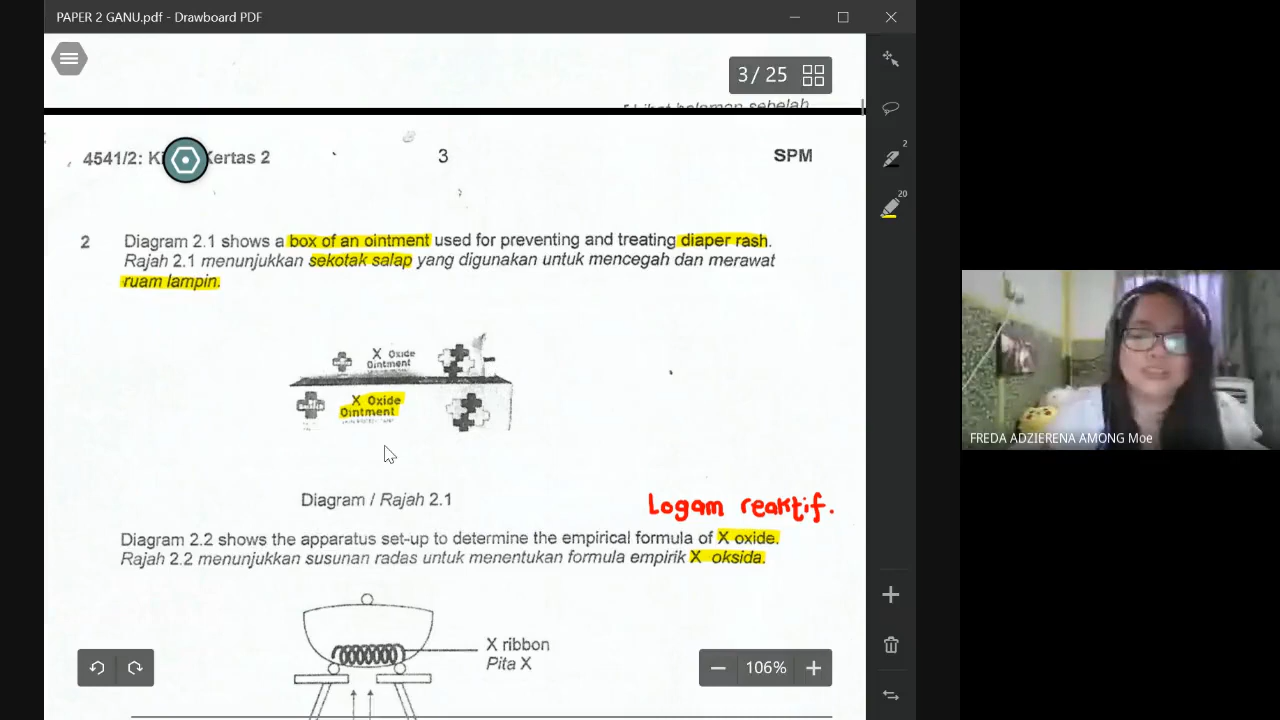 PAPER 2 GANU.pdf - Drawboard PDF
3 / 25
4541/2: Kertas 2
3
SPM
2
Diagram 2.1 shows a box of an ointment used for preventing and treating diaper rash.
Rajah 2.1 menunjukkan sekotak salap yang digunakan untuk mencegah dan merawat
ruam lampin.
X Oxide
Ointment
X Oxide
Ointment
Diagram / Rajah 2.1
Logam reaktif.
Diagram 2.2 shows the apparatus set-up to determine the empirical formula of X oxide.
Rajah 2.2 menunjukkan susunan radas untuk menentukan formula empirik X oksida.
X ribbon
Pita X
106%
2
20
FREDA ADZIERENA AMONG Moe